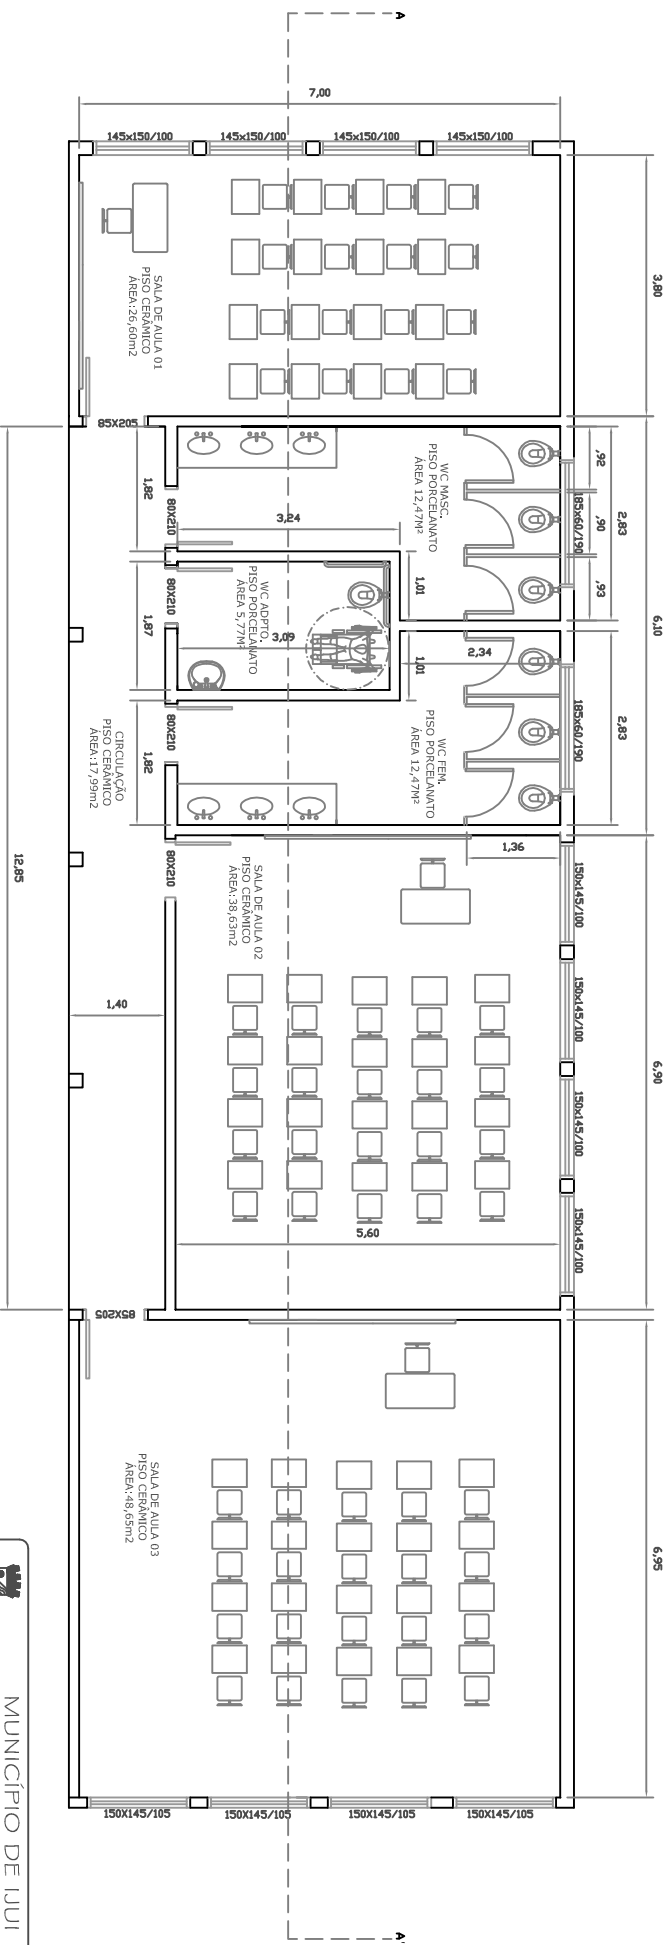 A
7,00
145x150/100
145x150/100
145x150/100
145x150/100
3,80
SALA DE AULA 01
PISO CERÂMICO
ÁREA:26,60m2
85X205
1,82
80X210
WC MASC.
PISO PORCELANATO
ÁREA 12,47M²
,92
,90
,93
2,83
185x60/190
6,10
3,24
1,01
80X210
1,87
WC ADPTO.
PISO PORCELANATO
ÁREA 5,77M²
3,09
1,01
2,34
80X210
1,82
WC FEM.
PISO PORCELANATO
ÁREA 12,47M²
185x60/190
2,83
CIRCULAÇÃO
PISO CERÂMICO
ÁREA:17,99m2
12,85
80X210
1,36
SALA DE AULA 02
PISO CERÂMICO
ÁREA:38,63m2
150x145/100
150x145/100
150x145/100
150x145/100
1,40
6,90
5,60
85X205
SALA DE AULA 03
PISO CERÂMICO
ÁREA:48,65m2
6,95
150X145/105
150X145/105
150X145/105
150X145/105
MUNICÍPIO DE IJUI
A'